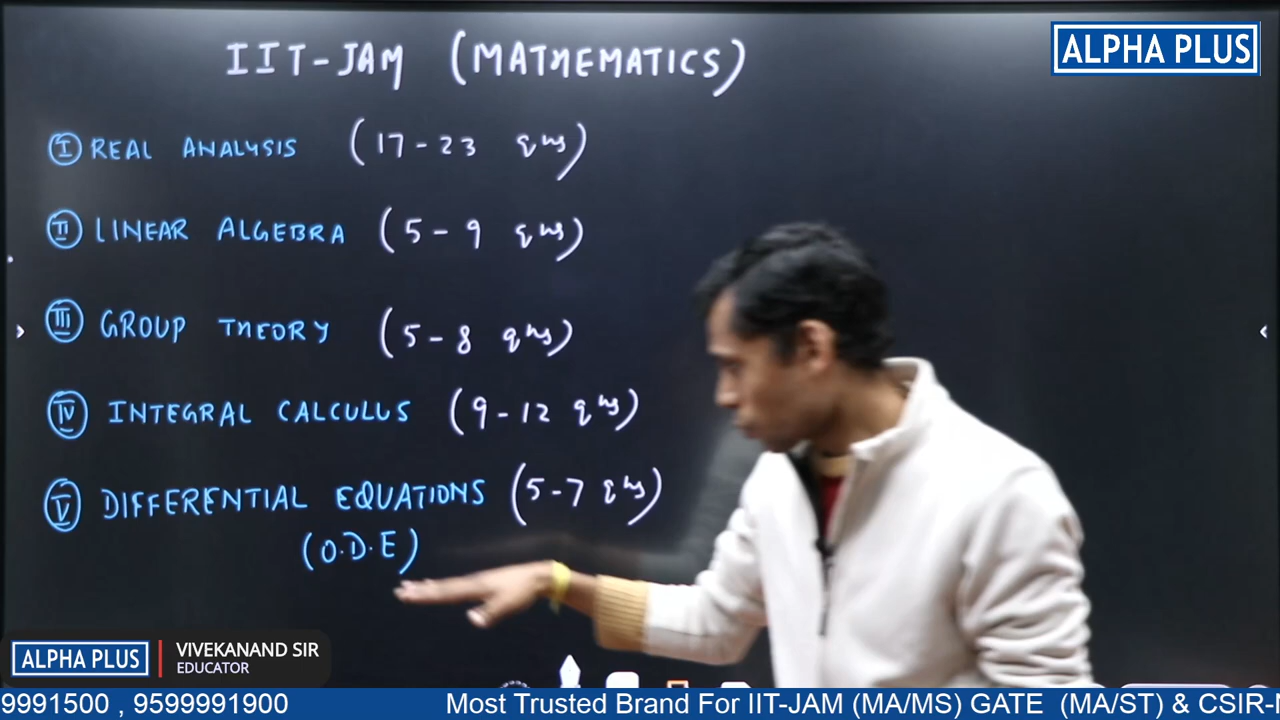 IIT-JAM (MATHEMATICS)
ALPHA PLUS
I REAL ANALYSIS (17-23 qns)
II LINEAR ALGEBRA (5-9 qns)
III GROUP THEORY (5-8 qns)
IV INTEGRAL CALCULUS (9-12 qns)
V DIFFERENTIAL EQUATIONS (5-7 qns)
(O.D.E)
ALPHA PLUS
VIVEKANAND SIR
EDUCATOR
9991500 , 9599991900 Most Trusted Brand For IIT-JAM (MA/MS) GATE (MA/ST) & CSIR-